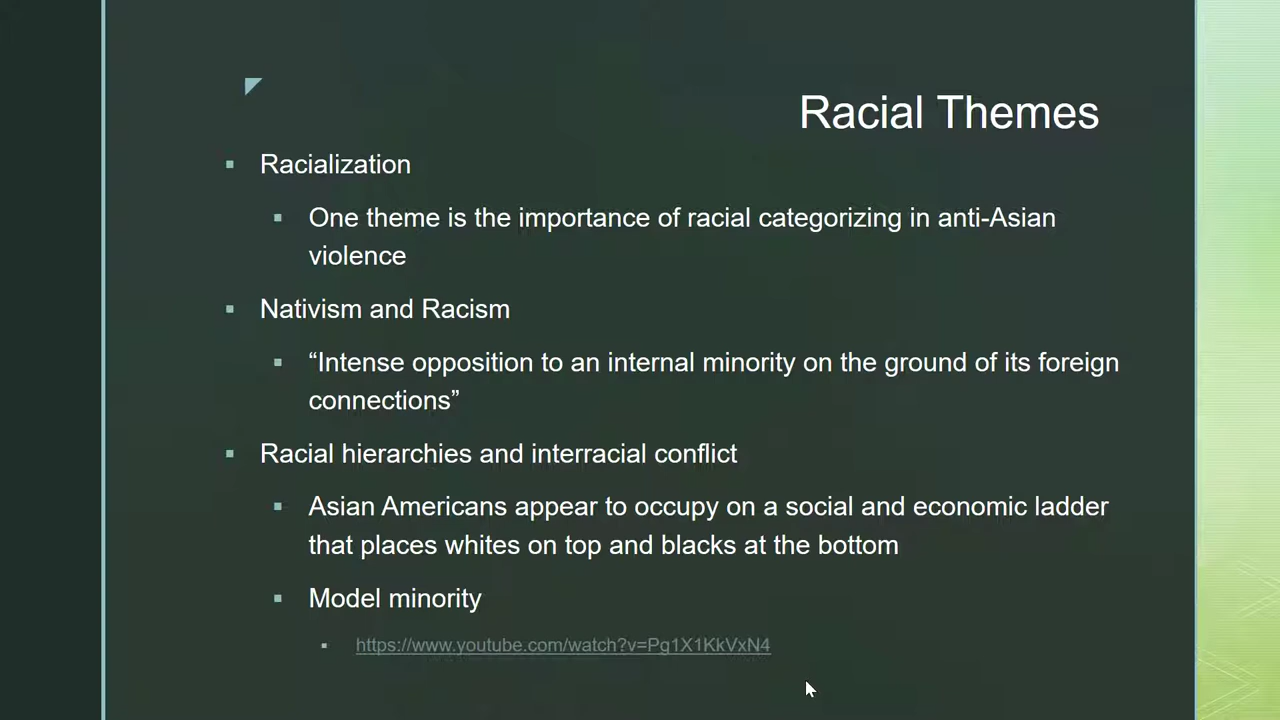 Racial Themes
Racialization
One theme is the importance of racial categorizing in anti-Asian
violence
Nativism and Racism
“Intense opposition to an internal minority on the ground of its foreign
connections”
Racial hierarchies and interracial conflict
Asian Americans appear to occupy on a social and economic ladder
that places whites on top and blacks at the bottom
Model minority
https://www.youtube.com/watch?v=Pg1X1KkVxN4